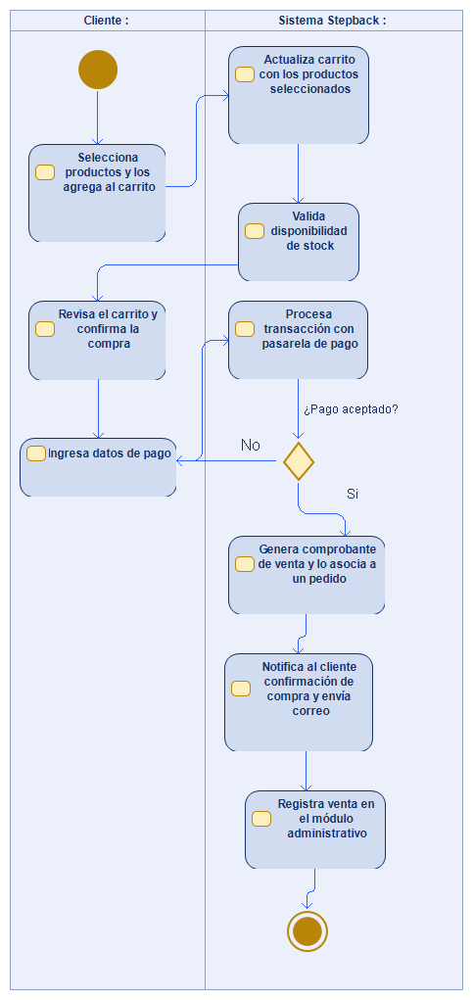 Cliente :
Sistema Stepback :
Actualiza carrito
con los productos
seleccionados
Selecciona
productos y los
agrega al carrito
Valida
disponibilidad
de stock
Revisa el carrito y
confirma la
compra
Procesa
transacción con
pasarela de pago
¿Pago aceptado?
Ingresa datos de pago
No
Si
Genera comprobante
de venta y lo asocia a
un pedido
Notifica al cliente
confirmación de
compra y envía
correo
Registra venta en
el módulo
administrativo